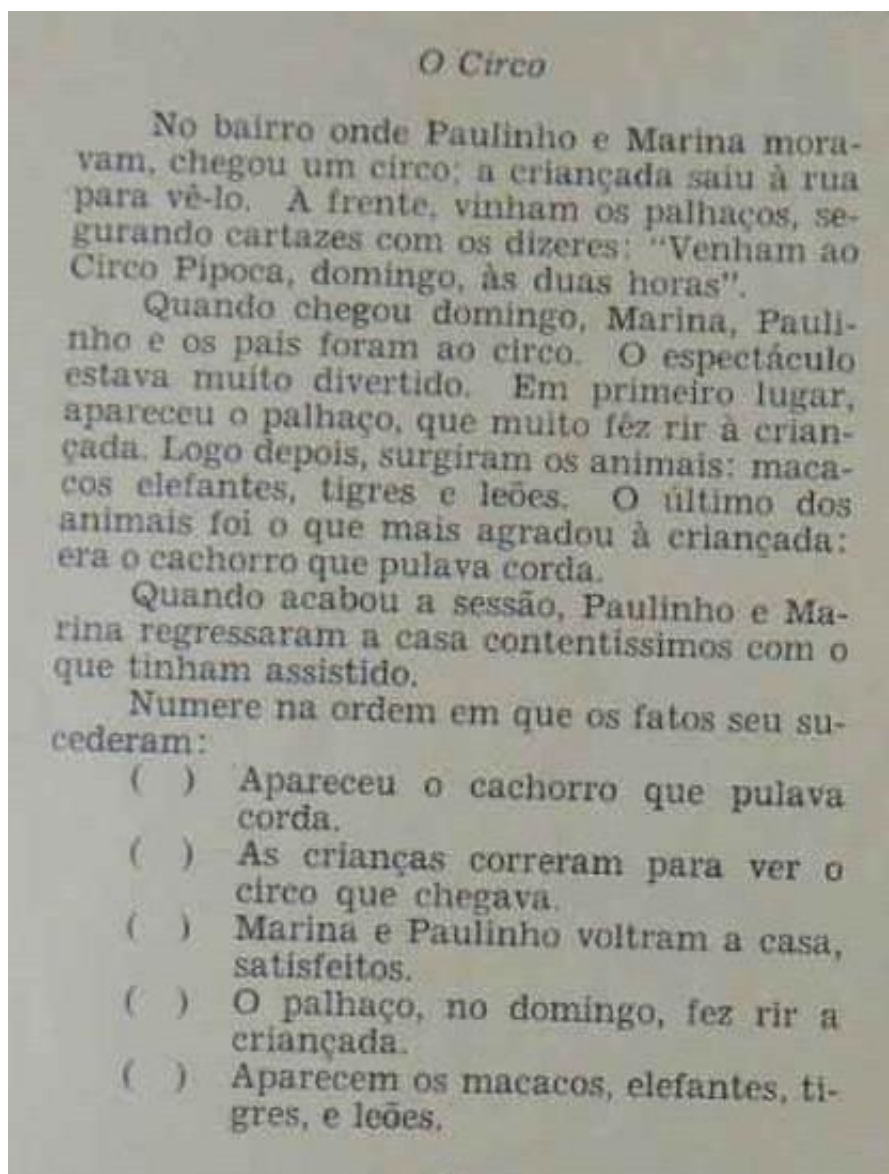 O Circo
No bairro onde Paulinho e Marina mora-
vam, chegou um circo; a criançada saiu à rua
para vê-lo. À frente, vinham os palhaços, se-
gurando cartazes com os dizeres: "Venham ao
Circo Pipoca, domingo, às duas horas".
Quando chegou domingo, Marina, Pauli-
nho e os pais foram ao circo. O espectáculo
estava muito divertido. Em primeiro lugar,
apareceu o palhaço, que muito fêz rir à crian-
çada. Logo depois, surgiram os animais: maca-
cos elefantes, tigres e leões. O último dos
animais foi o que mais agradou à criançada:
era o cachorro que pulava corda.
Quando acabou a sessão, Paulinho e Ma-
rina regressaram a casa contentíssimos com o
que tinham assistido.
Numere na ordem em que os fatos seu su-
cederam:
( ) Apareceu o cachorro que pulava
corda.
( ) As crianças correram para ver o
circo que chegava.
( ) Marina e Paulinho voltram a casa,
satisfeitos.
( ) O palhaço, no domingo, fez rir a
criançada.
( ) Aparecem os macacos, elefantes, ti-
gres, e leões.